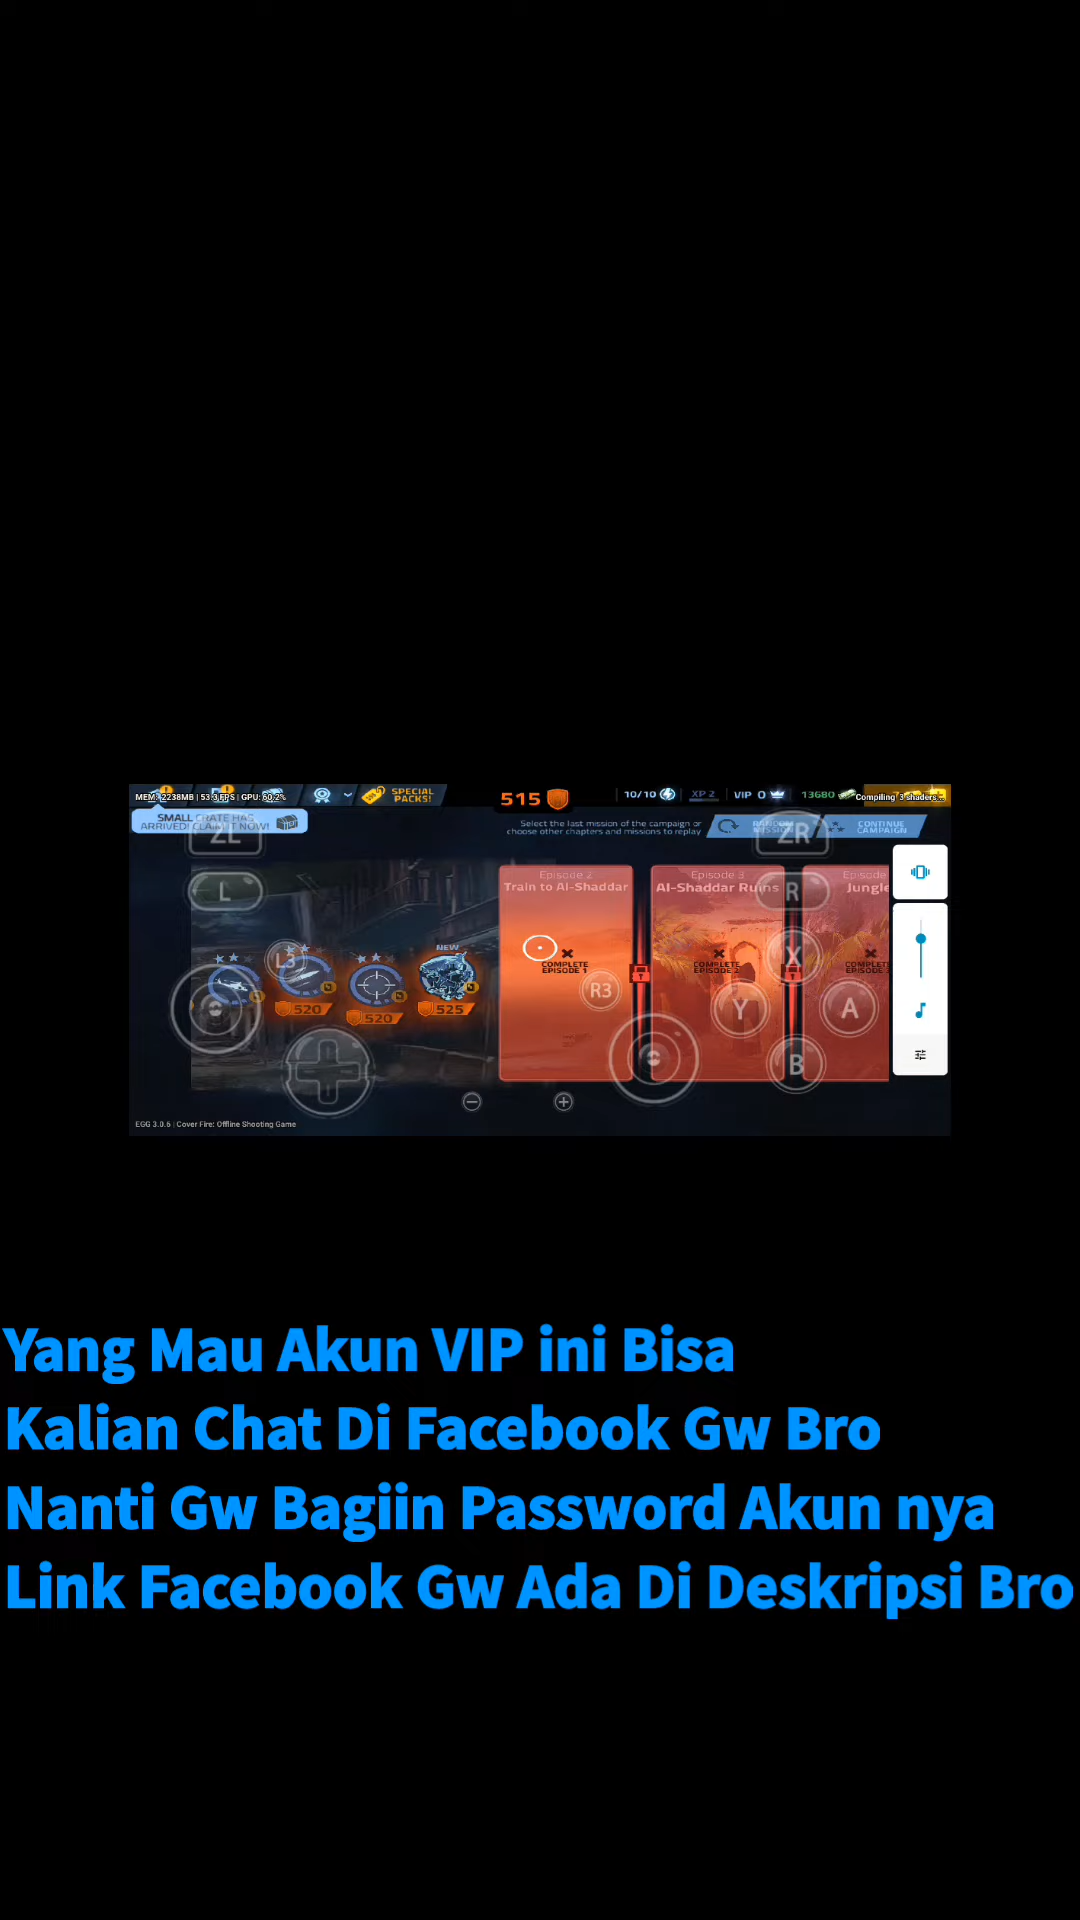 SPECIAL
PACKS!
515
10/10
XP 2
VIP 0
13680
Compiling 3 shaders...
MEM: 2238MB | 53.3 FPS | GPU: 60.2%
SMALL CRATE HAS
ARRIVED! CLAIM IT NOW!
Select the last mission of the campaign or
choose other chapters and missions to replay
RANDOM
MISSION
CONTINUE
CAMPAIGN
ZL
ZR
L
R
Episode 2
Train to Al-Shaddar
Episode 3
Al-Shaddar Ruins
Episode
Jungle
NEW
L3
520
520
525
COMPLETE
EPISODE 1
COMPLETE
EPISODE 2
COMPLETE
EPISODE 3
R3
X
Y
A
B
EGG 3.0.6 | Cover Fire: Offline Shooting Game
Yang Mau Akun VIP ini Bisa
Kalian Chat Di Facebook Gw Bro
Nanti Gw Bagiin Password Akun nya
Link Facebook Gw Ada Di Deskripsi Bro